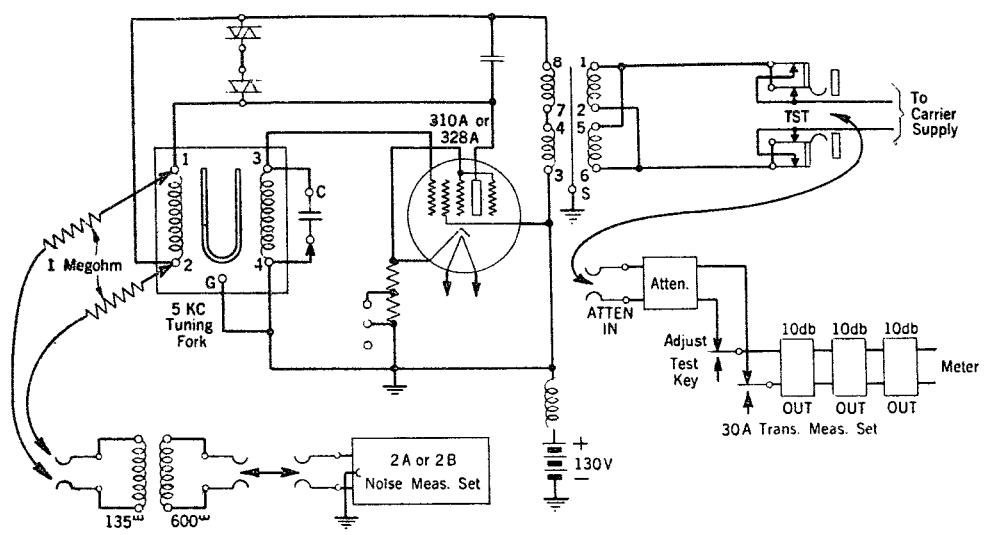 8
1
310A or
328A
7
2
4
5
TST
To
Carrier
Supply
3
6
S
1
3
C
1 Megohm
2
4
G
5 KC
Tuning
Fork
Atten.
ATTEN
IN
Adjust
Test
Key
10db
10db
10db
Meter
OUT
OUT
OUT
30A Trans. Meas. Set
+
130V
−
2A or 2B
Noise Meas. Set
135ω
600ω